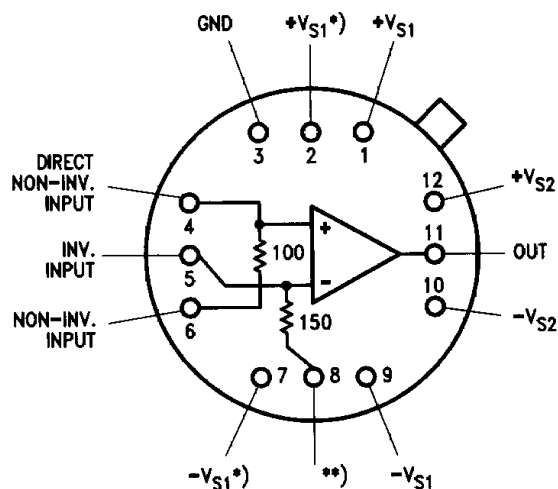 GND
+VS1*)
+VS1
3
2
1
DIRECT
NON-INV.
INPUT
4
12
+VS2
+
100
11
OUT
INV.
INPUT
5
-
10
-VS2
NON-INV.
INPUT
6
150
7
8
9
-VS1*)
**)
-VS1